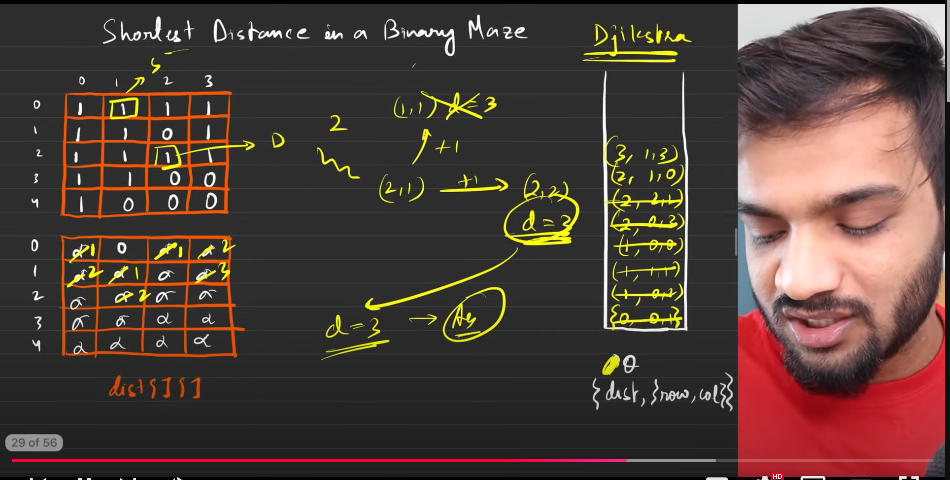 Shortest Distance in a Binary Maze
Djikstra
S
0 1 2 3
0 1 1 1 1
1 1 1 0 1
2 1 1 1 1
3 1 1 0 0
4 1 0 0 0
D
2
(1,1) d = 3
+1
(2,1) +1 (2,2)
d = 3
d = 3 → Ans
0 α 1 0 α 1 α 2
1 α 2 α 1 α α 3
2 α α 2 α α
3 α α α α
4 α α α α
dist[][]
(3, 1,3)
(2, 1,0)
(2, 2,1)
(2, 0,3)
(1, 0,0)
(1, 1,1)
(1, 0,2)
{0, 0,1}
Q
{dist, {row, col}}
29 of 56
HD